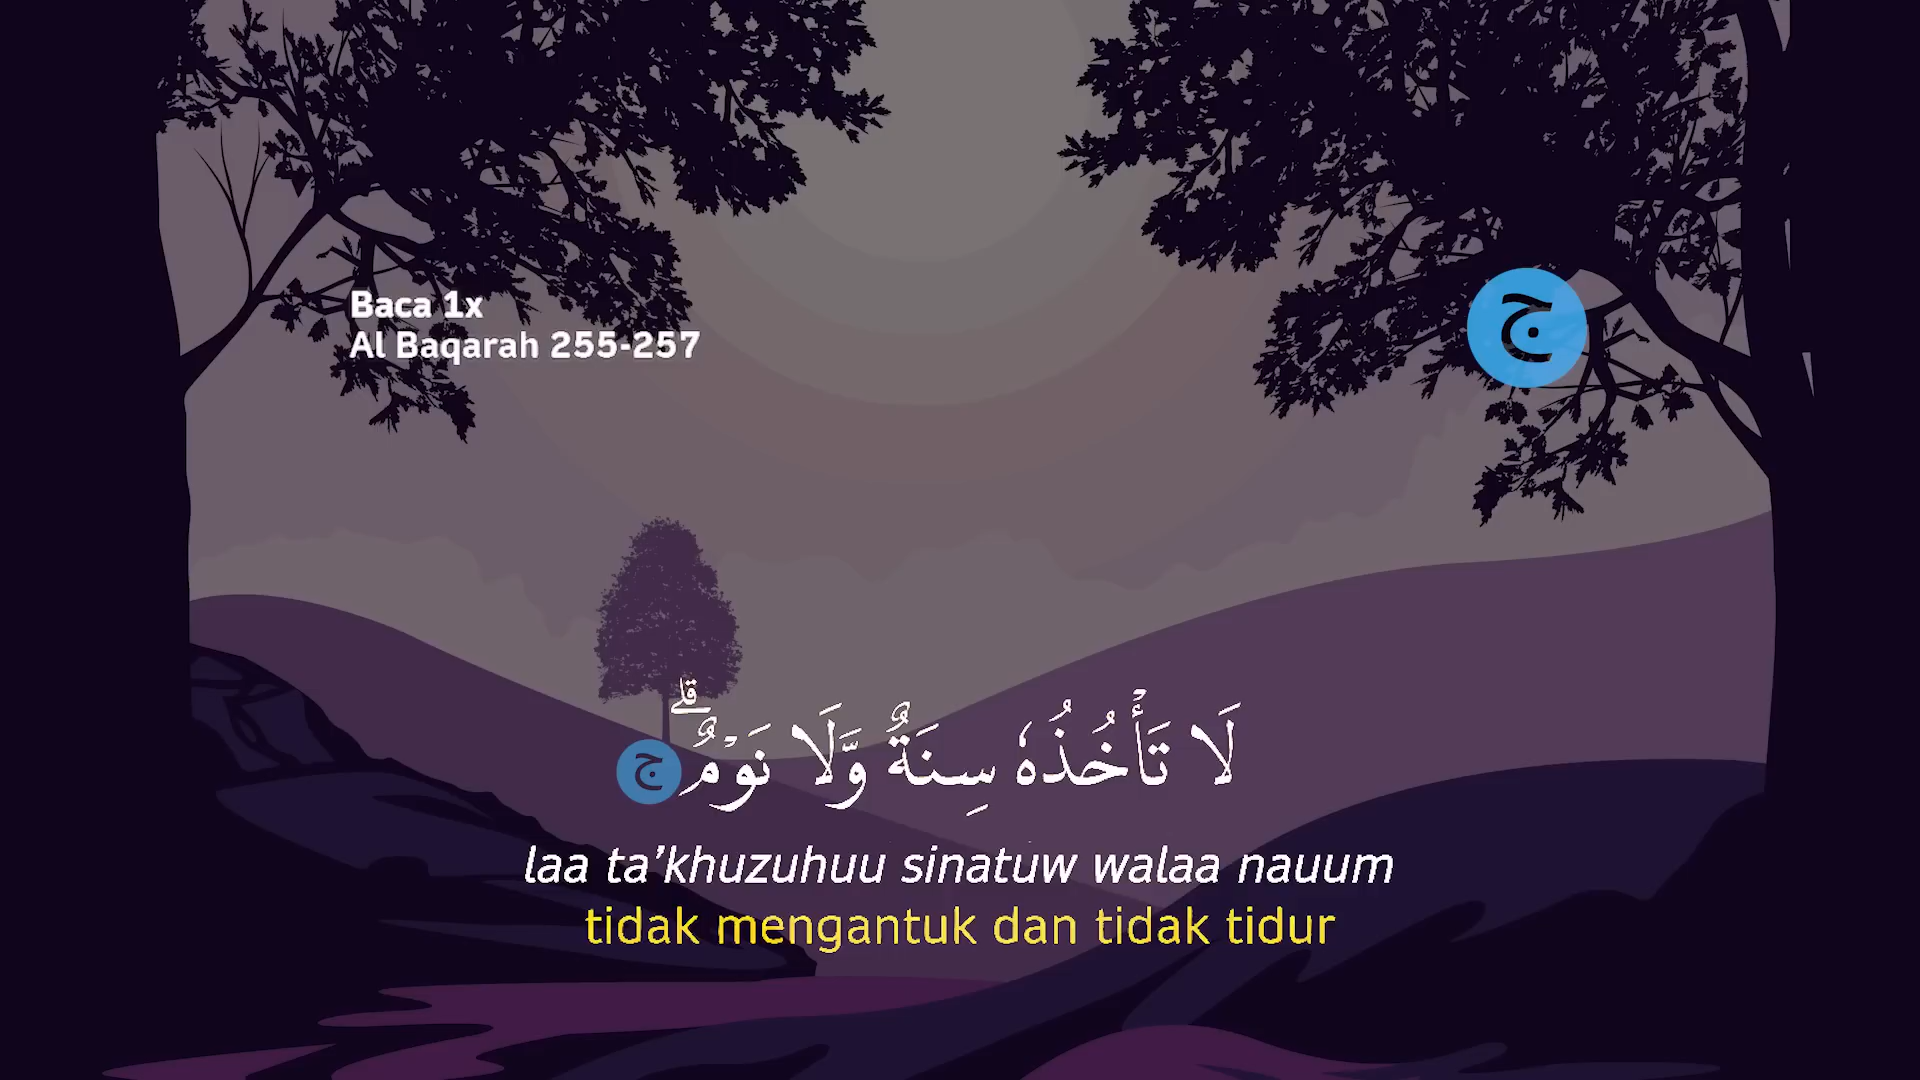 Baca 1x
Al Baqarah 255-257
ج
لَا تَأْخُذُهٗ سِنَةٌ وَّلَا نَوْمٌ ۗ ج
laa ta’khuzuhuu sinatuw walaa nauum
tidak mengantuk dan tidak tidur